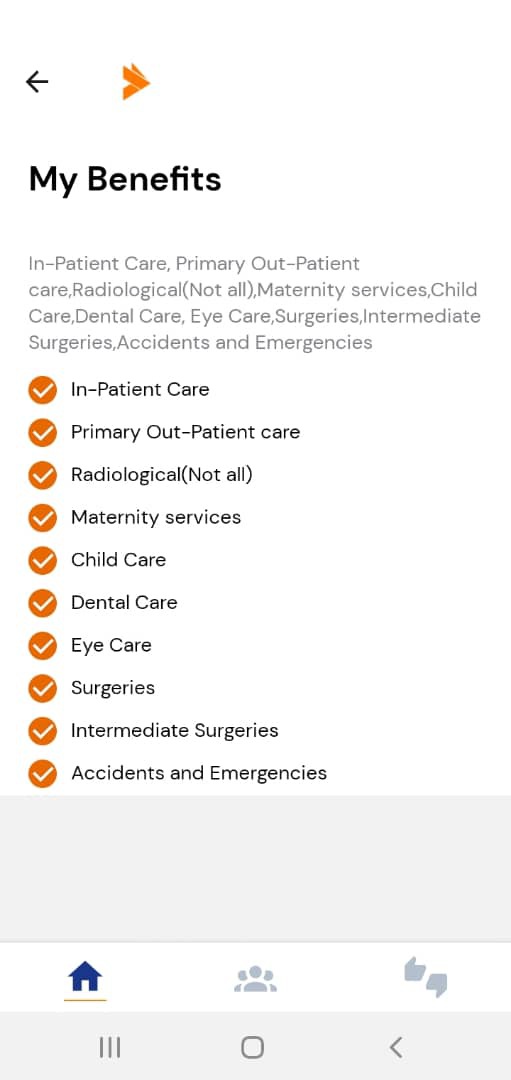 My Benefits
In-Patient Care, Primary Out-Patient
care,Radiological(Not all),Maternity services,Child
Care,Dental Care, Eye Care,Surgeries,Intermediate
Surgeries,Accidents and Emergencies
In-Patient Care
Primary Out-Patient care
Radiological(Not all)
Maternity services
Child Care
Dental Care
Eye Care
Surgeries
Intermediate Surgeries
Accidents and Emergencies